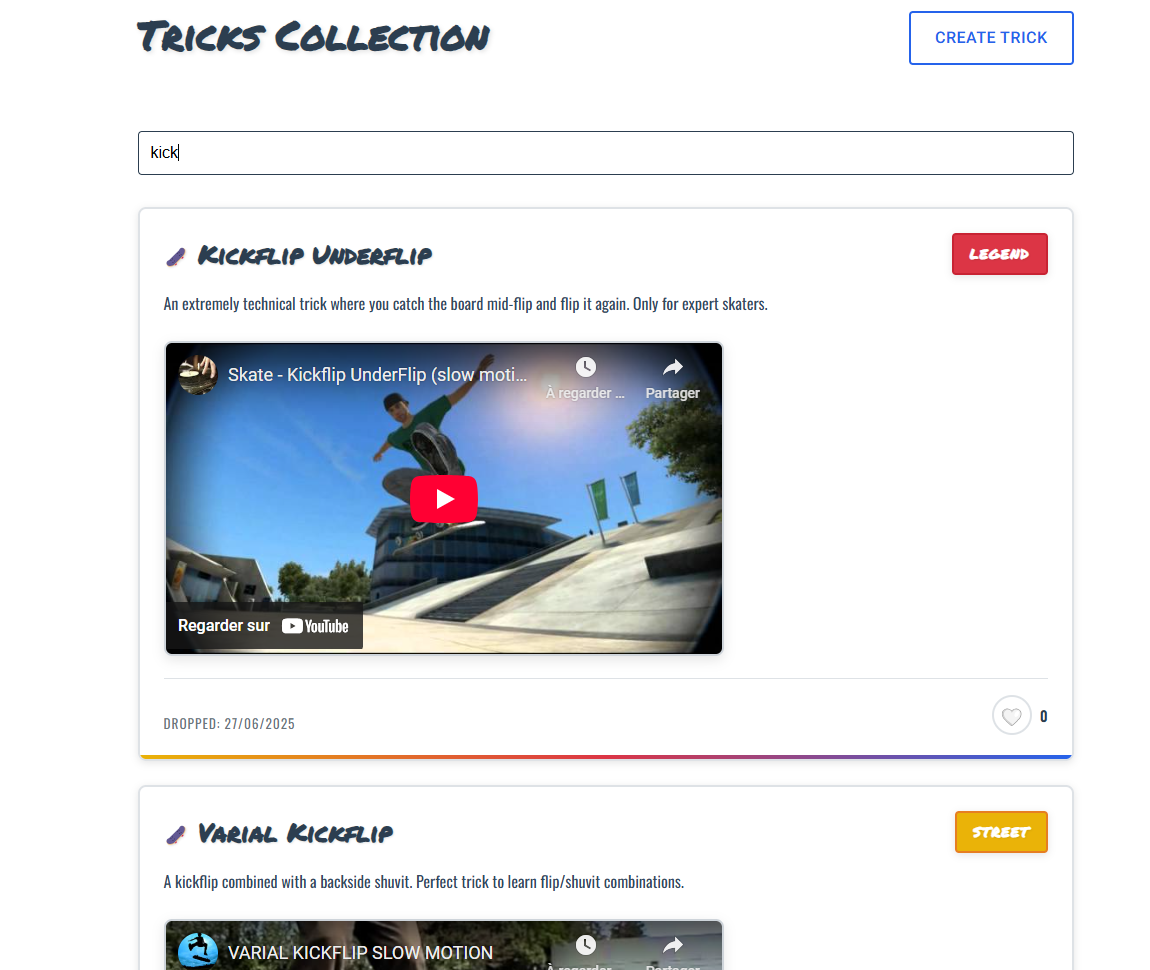 Tricks Collection
CREATE TRICK
kick
Kickflip Underflip
LEGEND
An extremely technical trick where you catch the board mid-flip and flip it again. Only for expert skaters.
Skate - Kickflip UnderFlip (slow moti...
À regarder ...
Partager
Regarder sur YouTube
DROPPED: 27/06/2025
0
Varial Kickflip
STREET
A kickflip combined with a backside shuvit. Perfect trick to learn flip/shuvit combinations.
VARIAL KICKFLIP SLOW MOTION
À regarder
Partager